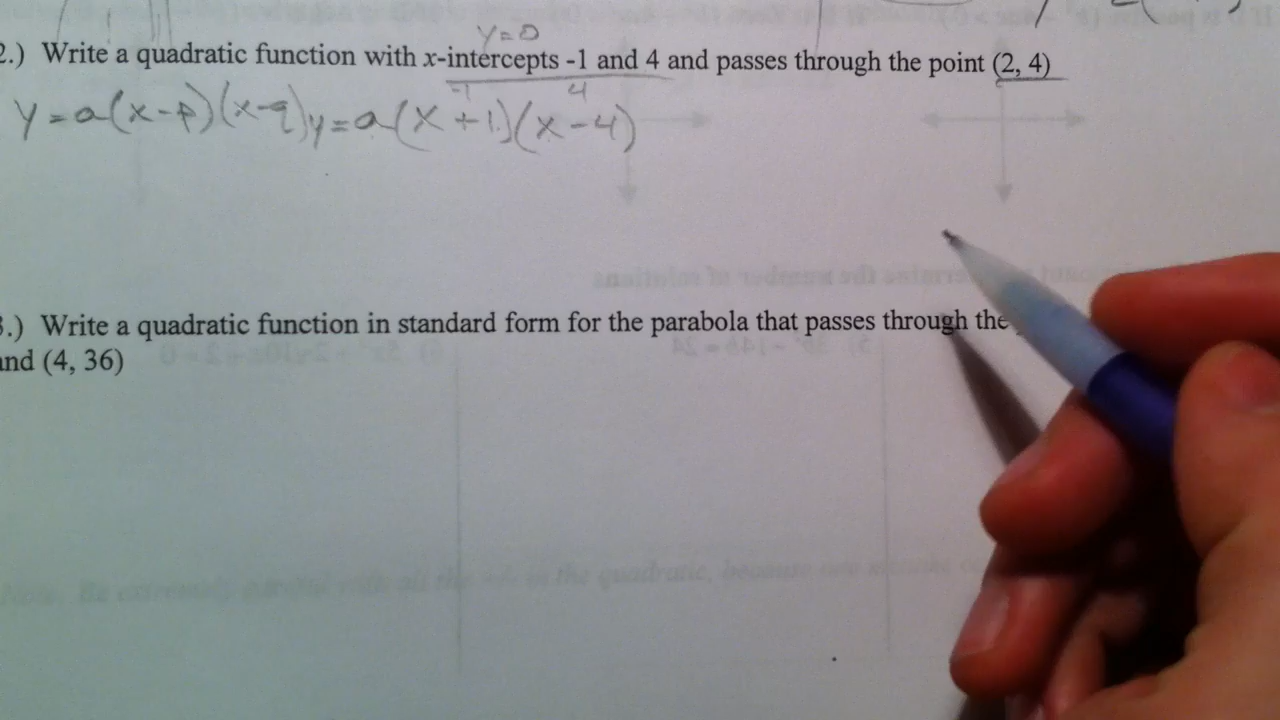 y=0
2.) Write a quadratic function with x-intercepts -1 and 4 and passes through the point (2, 4)
-1 4
y=a(x-p)(x-q) y=a(x+1)(x-4)
3.) Write a quadratic function in standard form for the parabola that passes through the
and (4, 36)